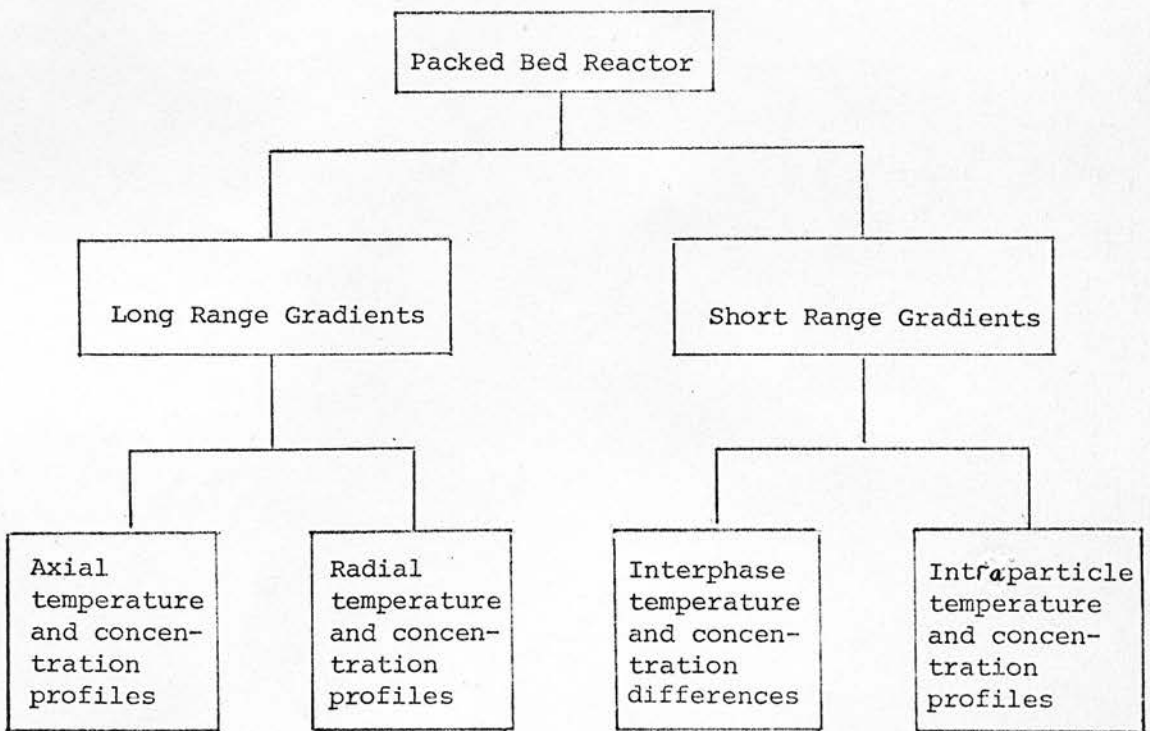 Packed Bed Reactor
Long Range Gradients
Short Range Gradients
Axial
temperature
and concen-
tration
profiles
Radial
temperature
and concen-
tration
profiles
Interphase
temperature
and concen-
tration
differences
Intraparticle
temperature
and concen-
tration
profiles